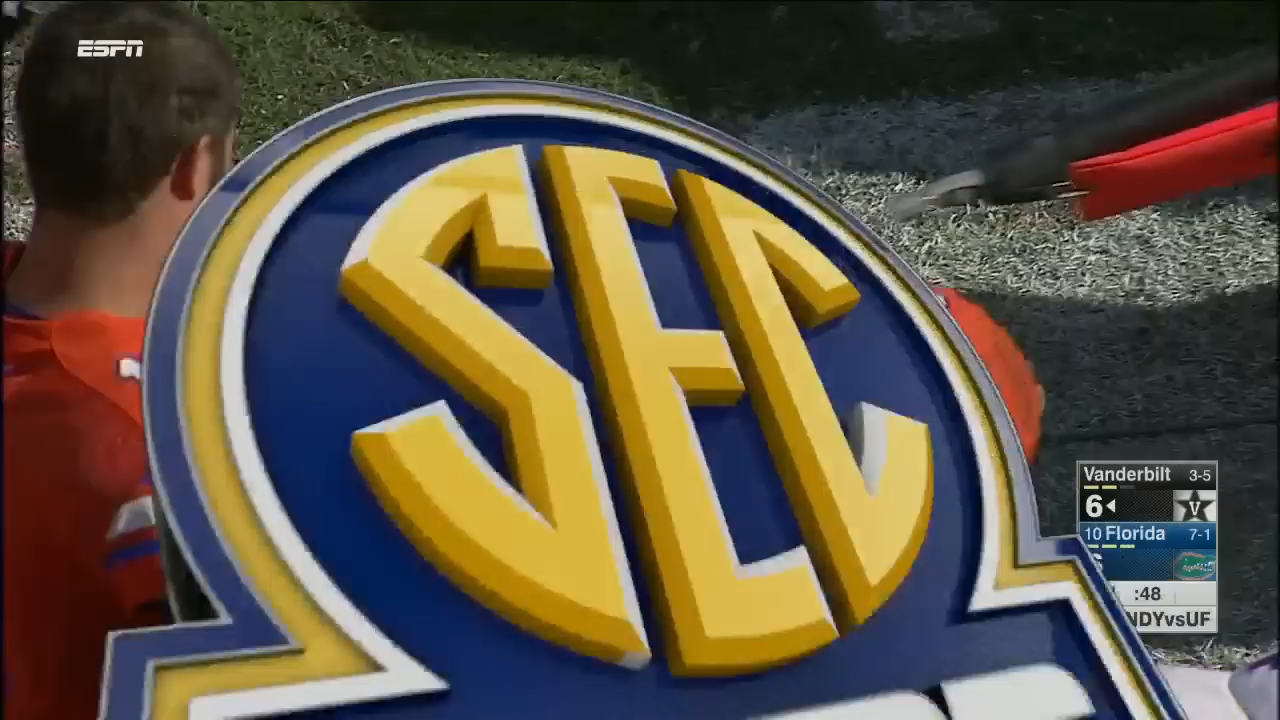 ESPN
SEC
Vanderbilt 3-5
6
V
10 Florida 7-1
:48
NDYvsUF